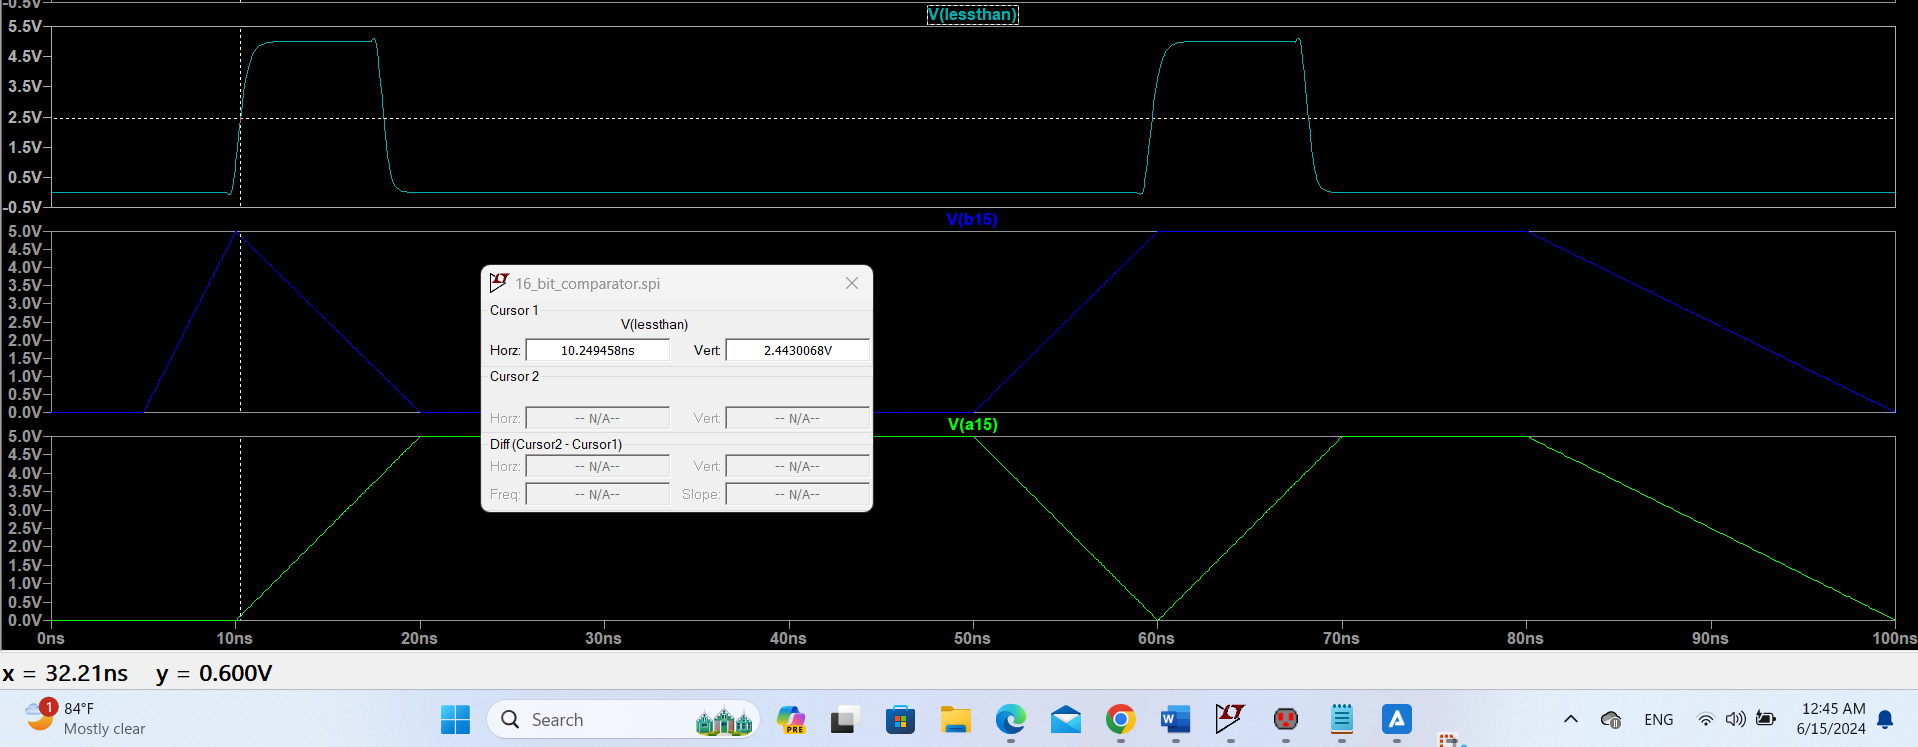 -0.5V
V(lessthan)
5.5V
4.5V
3.5V
2.5V
1.5V
0.5V
-0.5V
V(b15)
5.0V
4.5V
4.0V
3.5V
3.0V
2.5V
2.0V
1.5V
1.0V
0.5V
0.0V
16_bit_comparator.spi
Cursor 1
V(lessthan)
Horz: 10.249458ns Vert: 2.4430068V
Cursor 2
Horz: -- N/A-- Vert: -- N/A--
Diff (Cursor2 - Cursor1)
Horz: -- N/A-- Vert: -- N/A--
Freq: -- N/A-- Slope: -- N/A--
V(a15)
5.0V
4.5V
4.0V
3.5V
3.0V
2.5V
2.0V
1.5V
1.0V
0.5V
0.0V
0ns 10ns 20ns 30ns 40ns 50ns 60ns 70ns 80ns 90ns 100ns
x = 32.21ns y = 0.600V
1
84°F
Mostly clear
Search
PRE
W
A
ENG
12:45 AM
6/15/2024